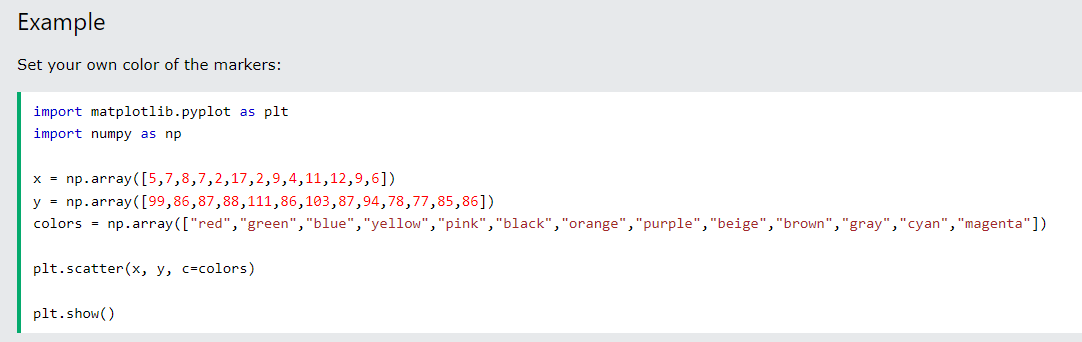 Example
Set your own color of the markers:
import matplotlib.pyplot as plt
import numpy as np
x = np.array([5,7,8,7,2,17,2,9,4,11,12,9,6])
y = np.array([99,86,87,88,111,86,103,87,94,78,77,85,86])
colors = np.array(["red","green","blue","yellow","pink","black","orange","purple","beige","brown","gray","cyan","magenta"])
plt.scatter(x, y, c=colors)
plt.show()